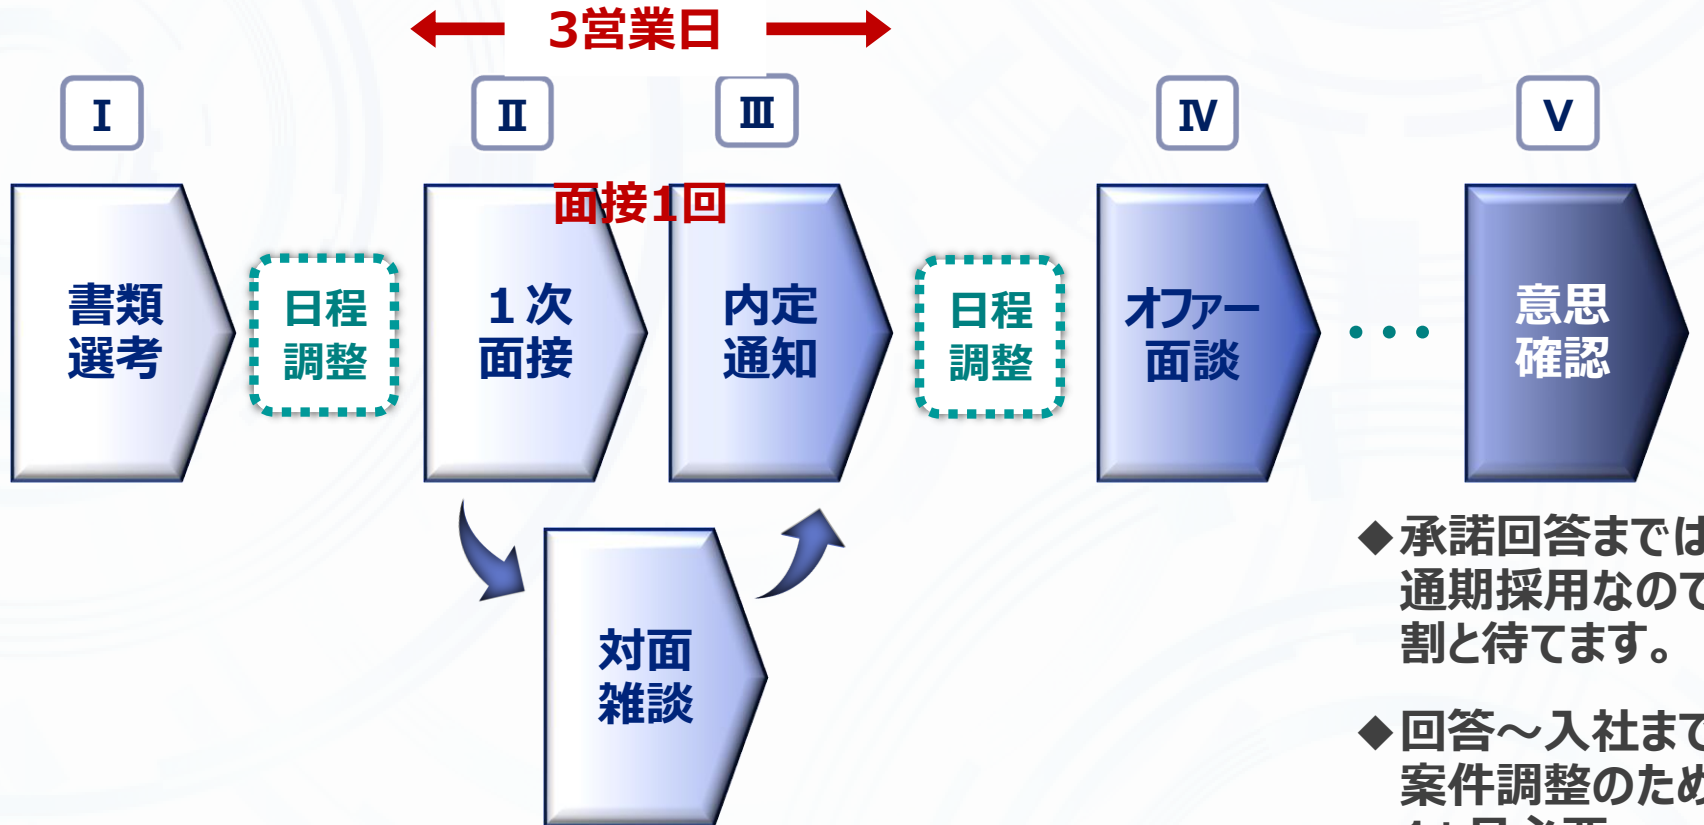 3営業日
Ⅰ
Ⅱ
Ⅲ
Ⅳ
Ⅴ
面接1回
書類
選考
日程
調整
１次
面接
内定
通知
日程
調整
オファー
面談
・・・
意思
確認
対面
雑談
◆承諾回答までは
通期採用なので
割と待てます。
◆回答～入社まで
案件調整のため